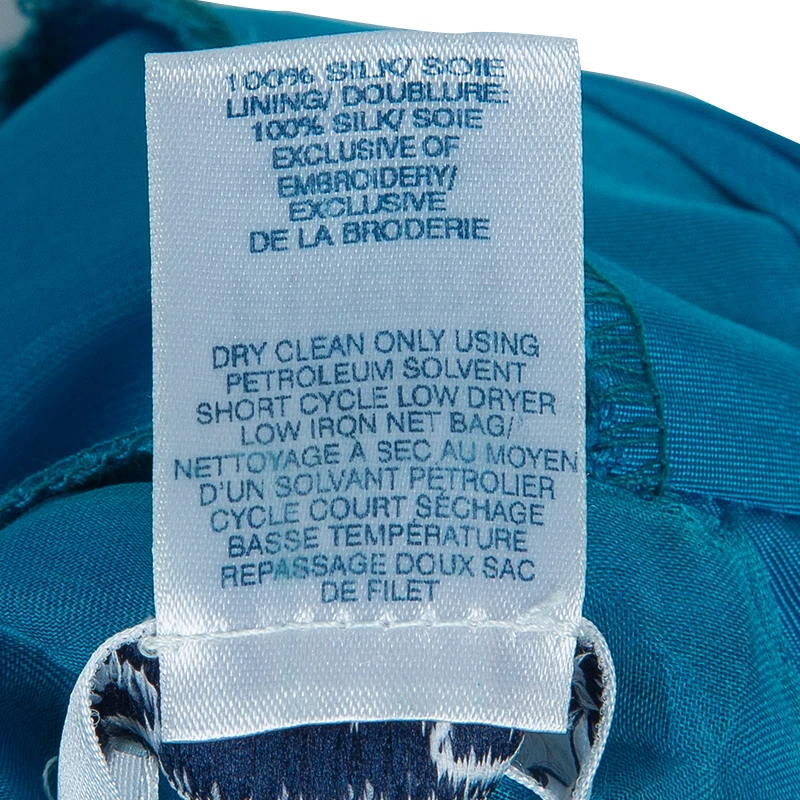 100% SILK/ SOIE
LINING/ DOUBLURE:
100% SILK/ SOIE
EXCLUSIVE OF
EMBROIDERY/
EXCLUSIVE
DE LA BRODERIE
DRY CLEAN ONLY USING
PETROLEUM SOLVENT
SHORT CYCLE LOW DRYER
LOW IRON NET BAG/
NETTOYAGE À SEC AU MOYEN
D'UN SOLVANT PETROLIER
CYCLE COURT SÉCHAGE
BASSE TEMPÉRATURE
REPASSAGE DOUX SAC
DE FILET